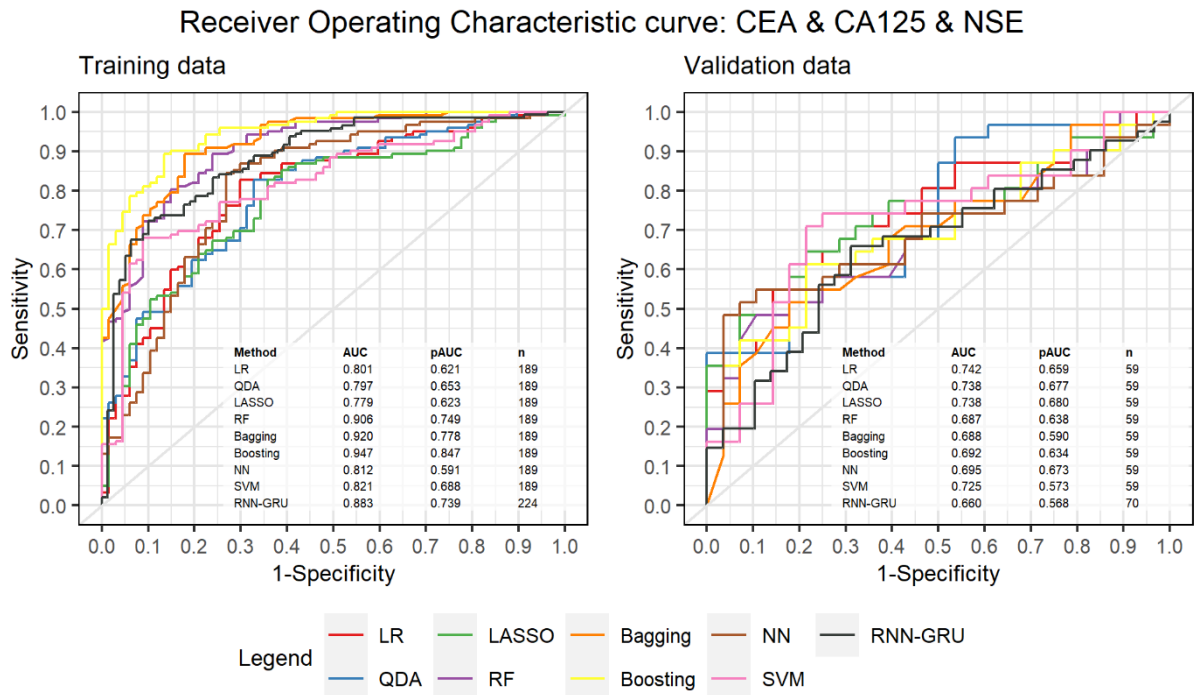 Receiver Operating Characteristic curve: CEA & CA125 & NSE
Training data
Sensitivity
1.0
0.9
0.8
0.7
0.6
0.5
0.4
0.3
0.2
0.1
0.0
Method AUC pAUC n
LR 0.801 0.621 189
QDA 0.797 0.653 189
LASSO 0.779 0.623 189
RF 0.906 0.749 189
Bagging 0.920 0.778 189
Boosting 0.947 0.847 189
NN 0.812 0.591 189
SVM 0.821 0.688 189
RNN-GRU 0.883 0.739 224
0.0 0.1 0.2 0.3 0.4 0.5 0.6 0.7 0.8 0.9 1.0
1-Specificity
Validation data
Sensitivity
1.0
0.9
0.8
0.7
0.6
0.5
0.4
0.3
0.2
0.1
0.0
Method AUC pAUC n
LR 0.742 0.659 59
QDA 0.738 0.677 59
LASSO 0.738 0.680 59
RF 0.687 0.638 59
Bagging 0.688 0.590 59
Boosting 0.692 0.634 59
NN 0.695 0.673 59
SVM 0.725 0.573 59
RNN-GRU 0.660 0.568 70
0.0 0.1 0.2 0.3 0.4 0.5 0.6 0.7 0.8 0.9 1.0
1-Specificity
Legend
LR LASSO Bagging NN RNN-GRU
QDA RF Boosting SVM